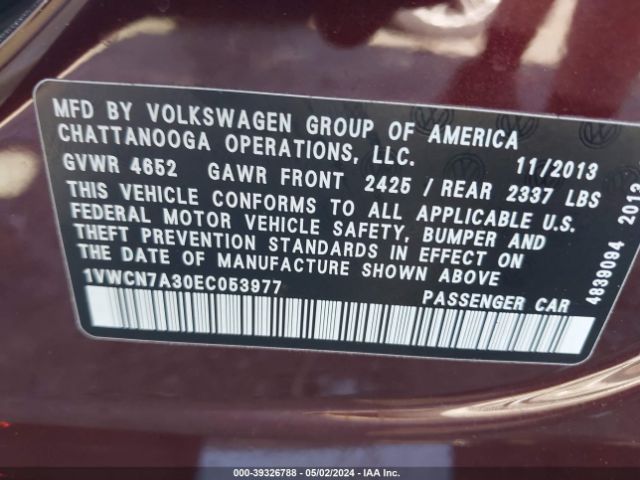 MFD BY VOLKSWAGEN GROUP OF AMERICA
CHATTANOOGA OPERATIONS, LLC. 11/2013
GVWR 4652 GAWR FRONT 2425 / REAR 2337 LBS
THIS VEHICLE CONFORMS TO ALL APPLICABLE U.S.
FEDERAL MOTOR VEHICLE SAFETY, BUMPER AND
THEFT PREVENTION STANDARDS IN EFFECT ON
THE DATE OF MANUFACTURE SHOWN ABOVE.
1VWCN7A30EC053977 PASSENGER CAR
4839094 2013
000-39326788 - 05/02/2024 - IAA Inc. Copyright